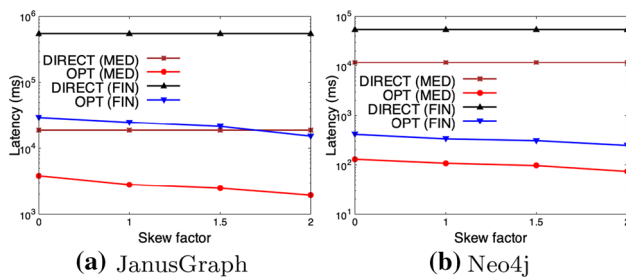 10^6
10^5
10^4
10^3
Latency (ms)
DIRECT (MED)
OPT (MED)
DIRECT (FIN)
OPT (FIN)
0 1 1.5 2
Skew factor
(a) JanusGraph
10^5
10^4
10^3
10^2
10^1
Latency (ms)
DIRECT (MED)
OPT (MED)
DIRECT (FIN)
OPT (FIN)
0 1 1.5 2
Skew factor
(b) Neo4j